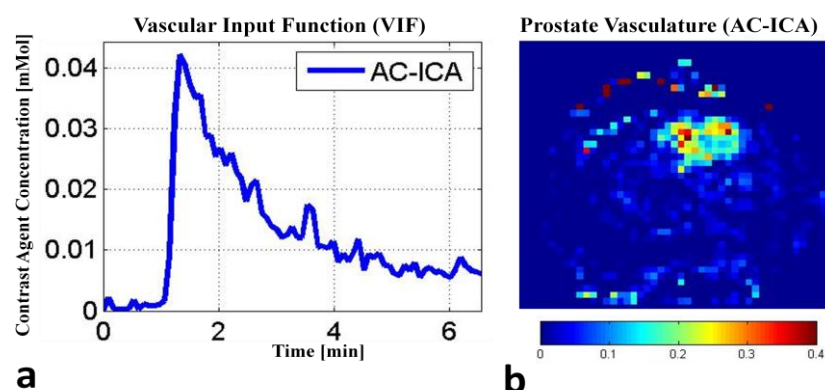 Vascular Input Function (VIF)
Contrast Agent Concentration [mMol]
0.04
0.03
0.02
0.01
0
AC-ICA
0
2
4
6
Time [min]
a
Prostate Vasculature (AC-ICA)
0
0.1
0.2
0.3
0.4
b